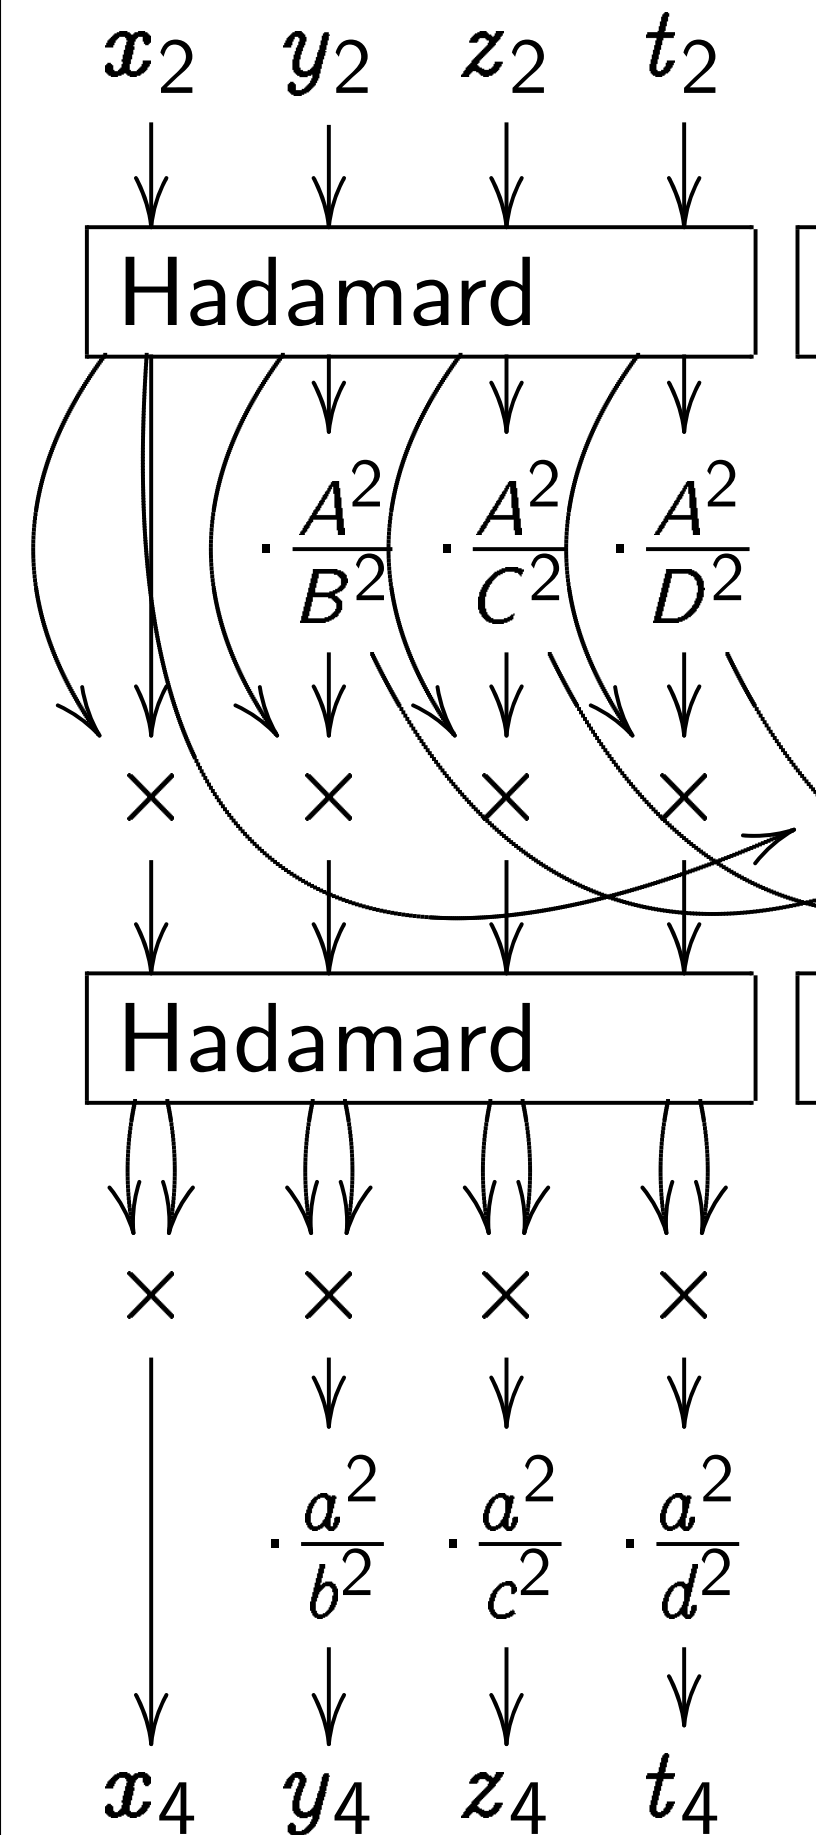 x₂ y₂ z₂ t₂
Hadamard
· A²/B² · A²/C² · A²/D²
× × × ×
Hadamard
× × × ×
· a²/b² · a²/c² · a²/d²
x₄ y₄ z₄ t₄